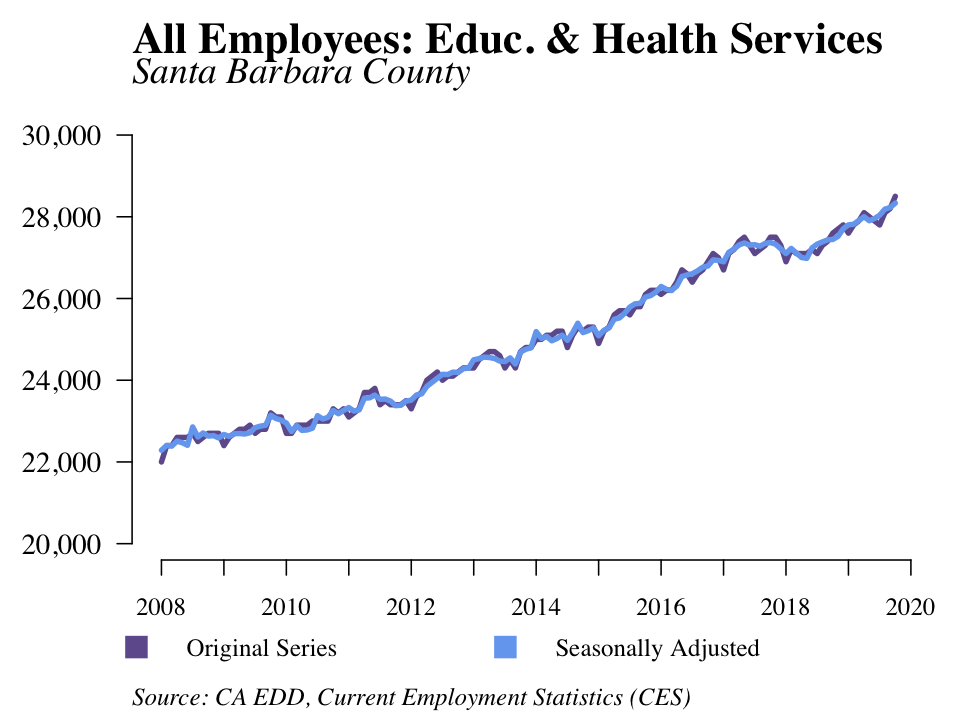 All Employees: Educ. & Health Services
Santa Barbara County
30,000
28,000
26,000
24,000
22,000
20,000
2008 2010 2012 2014 2016 2018 2020
Original Series Seasonally Adjusted
Source: CA EDD, Current Employment Statistics (CES)